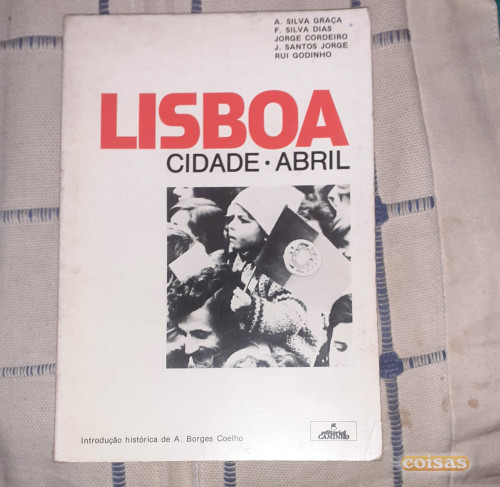 A. SILVA GRAÇA
F. SILVA DIAS
JORGE CORDEIRO
J. SANTOS JORGE
RUI GODINHO
LISBOA
CIDADE • ABRIL
Introdução histórica de A. Borges Coelho
editorial
CAMINHO
coisas